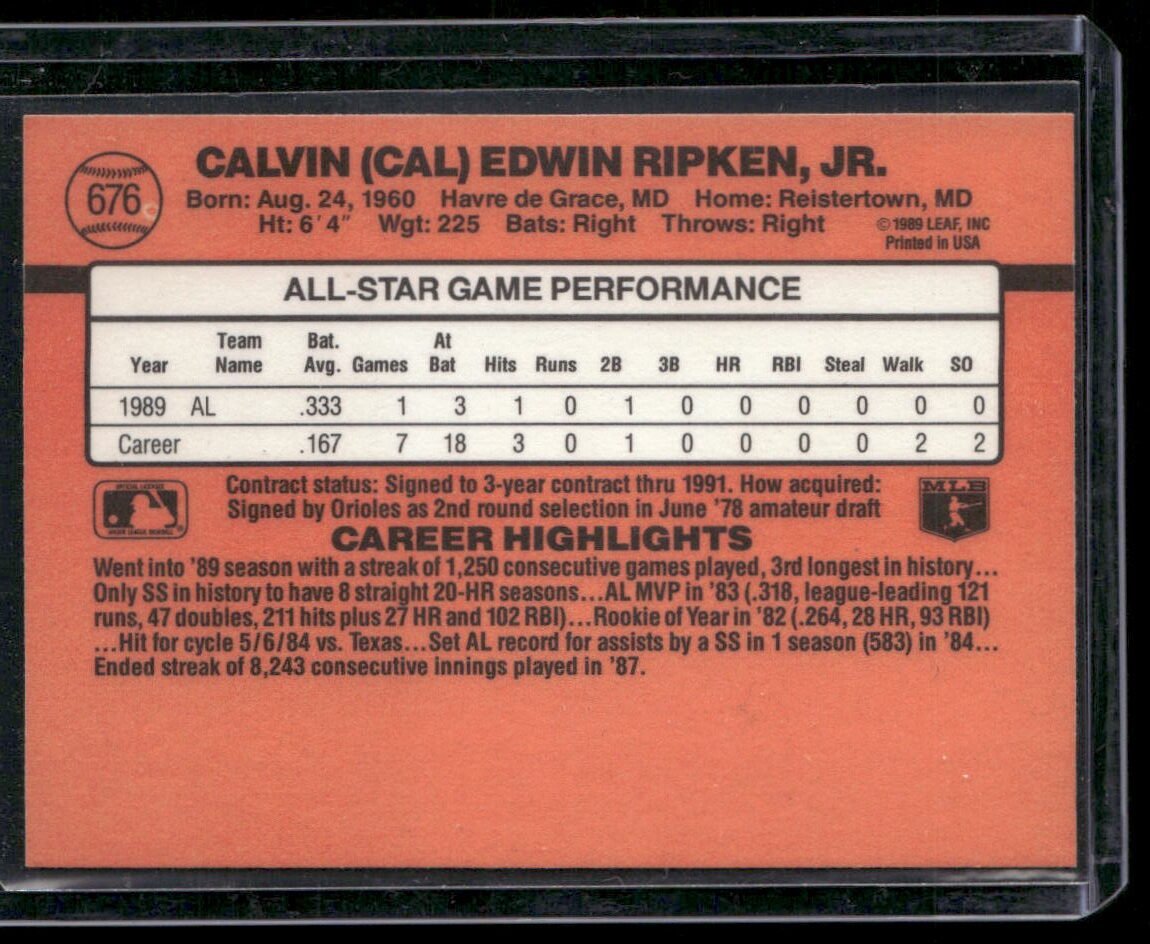 676
CALVIN (CAL) EDWIN RIPKEN, JR.
Born: Aug. 24, 1960 Havre de Grace, MD Home: Reistertown, MD
Ht: 6'4" Wgt: 225 Bats: Right Throws: Right
©1989 LEAF, INC
Printed in USA
ALL-STAR GAME PERFORMANCE
Year Team Name Bat. Avg. Games At Bat Hits Runs 2B 3B HR RBI Steal Walk SO
1989 AL .333 1 3 1 0 1 0 0 0 0 0 0
Career .167 7 18 3 0 1 0 0 0 0 2 2
Contract status: Signed to 3-year contract thru 1991. How acquired:
Signed by Orioles as 2nd round selection in June '78 amateur draft
MLB
CAREER HIGHLIGHTS
Went into '89 season with a streak of 1,250 consecutive games played, 3rd longest in history...
Only SS in history to have 8 straight 20-HR seasons...AL MVP in '83 (.318, league-leading 121
runs, 47 doubles, 211 hits plus 27 HR and 102 RBI)...Rookie of Year in '82 (.264, 28 HR, 93 RBI)
...Hit for cycle 5/6/84 vs. Texas...Set AL record for assists by a SS in 1 season (583) in '84...
Ended streak of 8,243 consecutive innings played in '87.